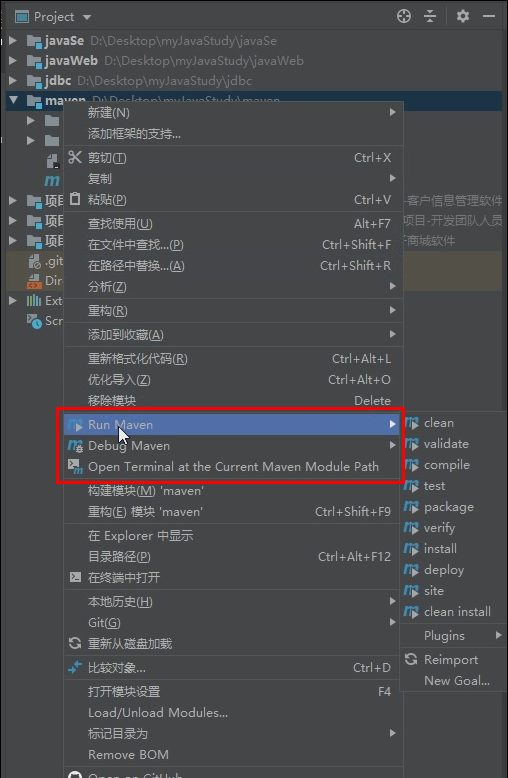 Project
javaSe D:\Desktop\myJavaStudy\javaSe
javaWeb D:\Desktop\myJavaStudy\javaWeb
jdbc D:\Desktop\myJavaStudy\jdbc
maven D:\Desktop\myJavaStudy\maven
新建(N)
添加框架的支持...
剪切(T) Ctrl+X
复制
粘贴(P) Ctrl+V
项目 -客户信息管理软件
查找使用(U) Alt+F7
项目 项目-开发团队人员
在文件中查找...(P) Ctrl+Shift+F
项目 商城软件
在路径中替换...(A) Ctrl+Shift+R
.git
分析(Z)
Dir
Ext
重构(R)
Scr
添加到收藏(A)
重新格式化代码(R) Ctrl+Alt+L
优化导入(Z) Ctrl+Alt+O
移除模块 Delete
Run Maven
clean
Debug Maven
validate
Open Terminal at the Current Maven Module Path
compile
构建模块(M) 'maven'
test
重构(E) 模块 'maven' Ctrl+Shift+F9
package
在 Explorer 中显示
verify
目录路径(P) Ctrl+Alt+F12
install
在终端中打开
deploy
site
本地历史(H)
clean install
Git(G)
Plugins
重新从磁盘加载
Reimport
比较对象... Ctrl+D
New Goal...
打开模块设置 F4
Load/Unload Modules...
标记目录为
Remove BOM
Open on GitHub